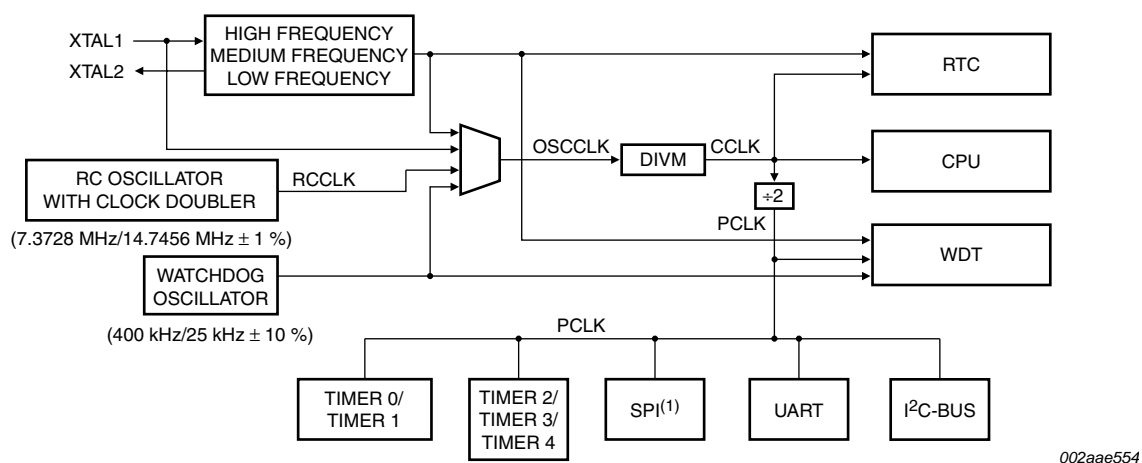 XTAL1
XTAL2
HIGH FREQUENCY
MEDIUM FREQUENCY
LOW FREQUENCY
RTC
OSCCLK
DIVM
CCLK
CPU
RC OSCILLATOR
WITH CLOCK DOUBLER
RCCLK
(7.3728 MHz/14.7456 MHz ± 1 %)
÷2
PCLK
WDT
WATCHDOG
OSCILLATOR
(400 kHz/25 kHz ± 10 %)
PCLK
TIMER 0/
TIMER 1
TIMER 2/
TIMER 3/
TIMER 4
SPI(1)
UART
I2C-BUS
002aae554